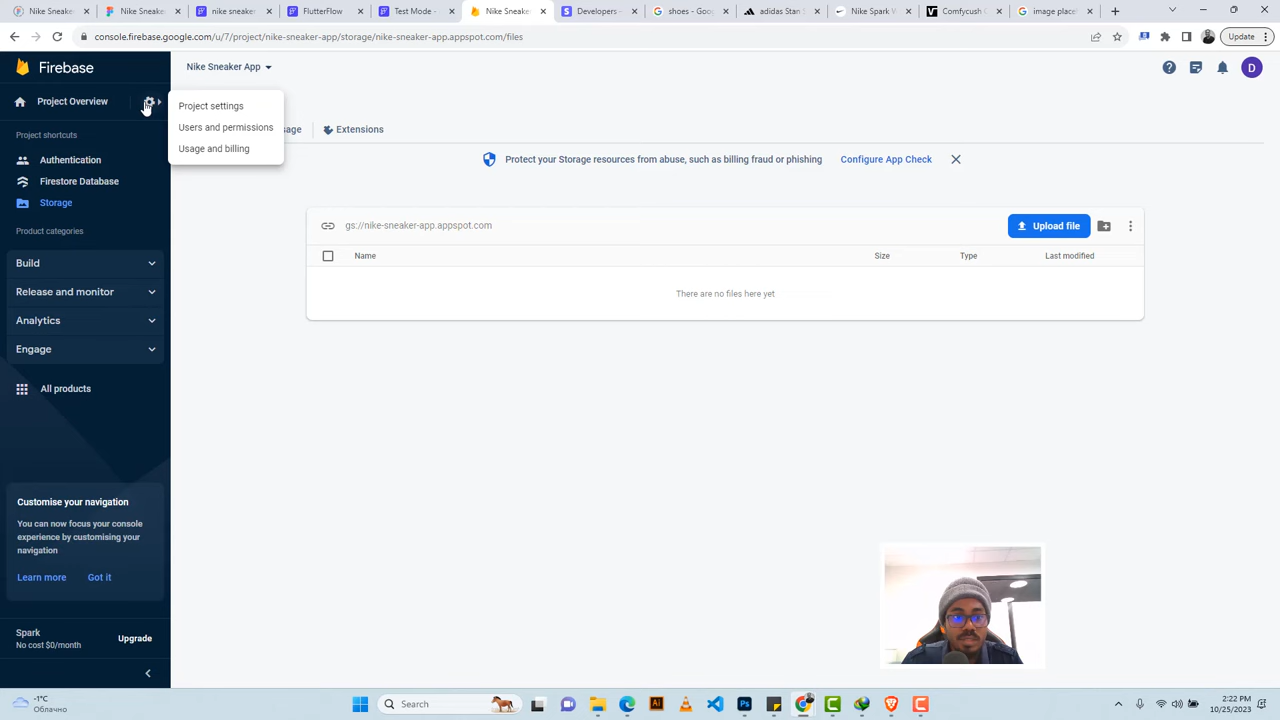 Nike Sneake
Nike Sneake
nike sneaker
FlutterFlow
Test Mode -
Nike Sneake
Developers -
shoes - Goog
adidas Stan
Nike Spark W
Comfycush O
image place
console.firebase.google.com/u/7/project/nike-sneaker-app/storage/nike-sneaker-app.appspot.com/files
Update
Firebase
Nike Sneaker App
D
Project Overview
Project settings
Users and permissions
Usage and billing
sage
Extensions
Project shortcuts
Authentication
Firestore Database
Storage
Product categories
Build
Release and monitor
Analytics
Engage
All products
Protect your Storage resources from abuse, such as billing fraud or phishing
Configure App Check
gs://nike-sneaker-app.appspot.com
Upload file
Name
Size
Type
Last modified
There are no files here yet
Customise your navigation
You can now focus your console
experience by customising your
navigation
Learn more
Got it
Spark
No cost $0/month
Upgrade
-1°C
Облачно
Search
2:22 PM
10/25/2023